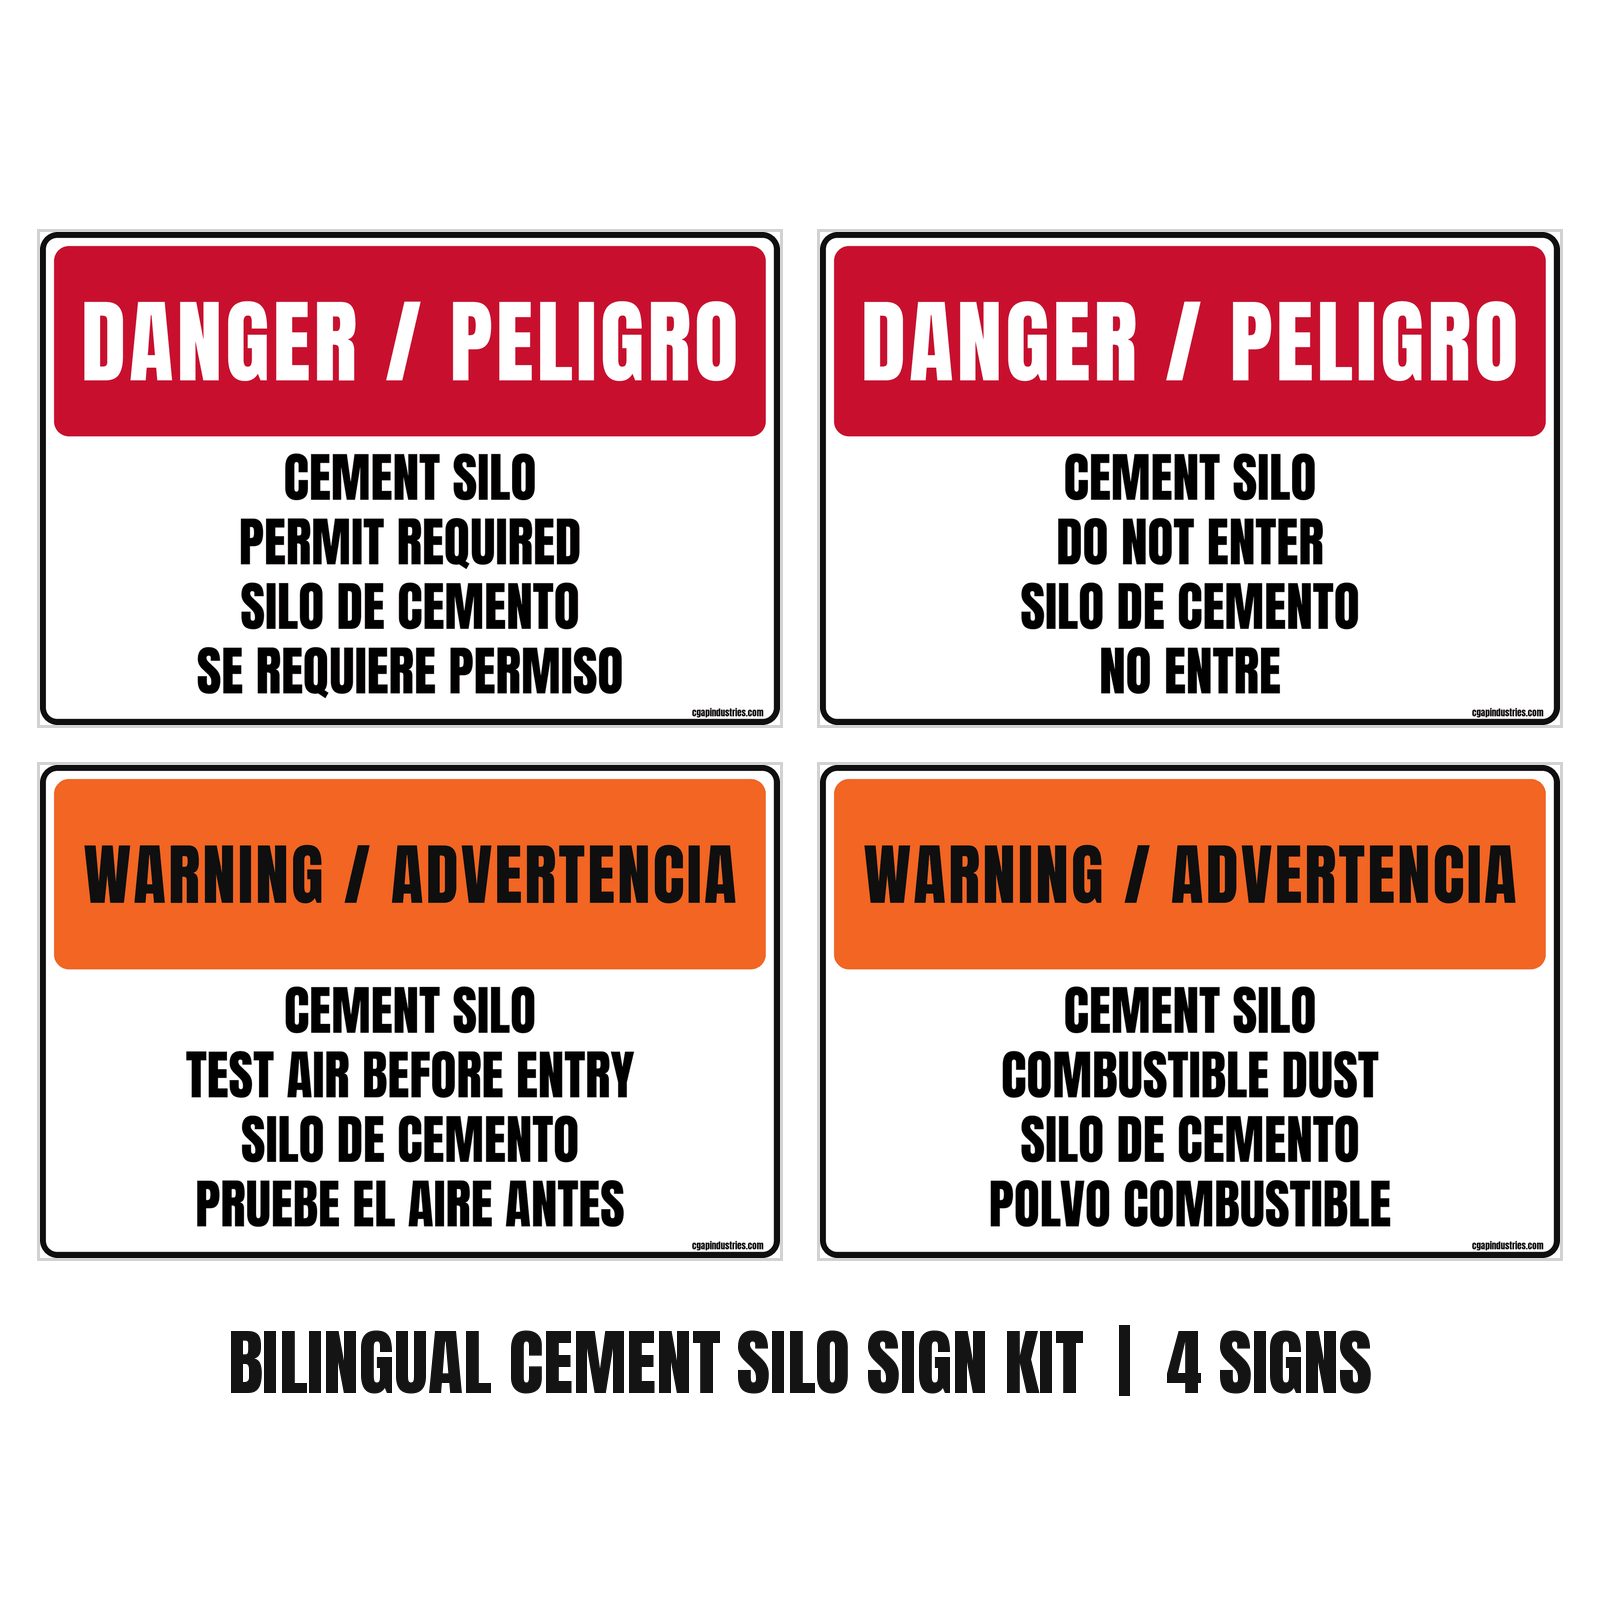 DANGER / PELIGRO
CEMENT SILO
PERMIT REQUIRED
SILO DE CEMENTO
SE REQUIERE PERMISO
cgapindustries.com
DANGER / PELIGRO
CEMENT SILO
DO NOT ENTER
SILO DE CEMENTO
NO ENTRE
cgapindustries.com
WARNING / ADVERTENCIA
CEMENT SILO
TEST AIR BEFORE ENTRY
SILO DE CEMENTO
PRUEBE EL AIRE ANTES
cgapindustries.com
WARNING / ADVERTENCIA
CEMENT SILO
COMBUSTIBLE DUST
SILO DE CEMENTO
POLVO COMBUSTIBLE
cgapindustries.com
BILINGUAL CEMENT SILO SIGN KIT | 4 SIGNS